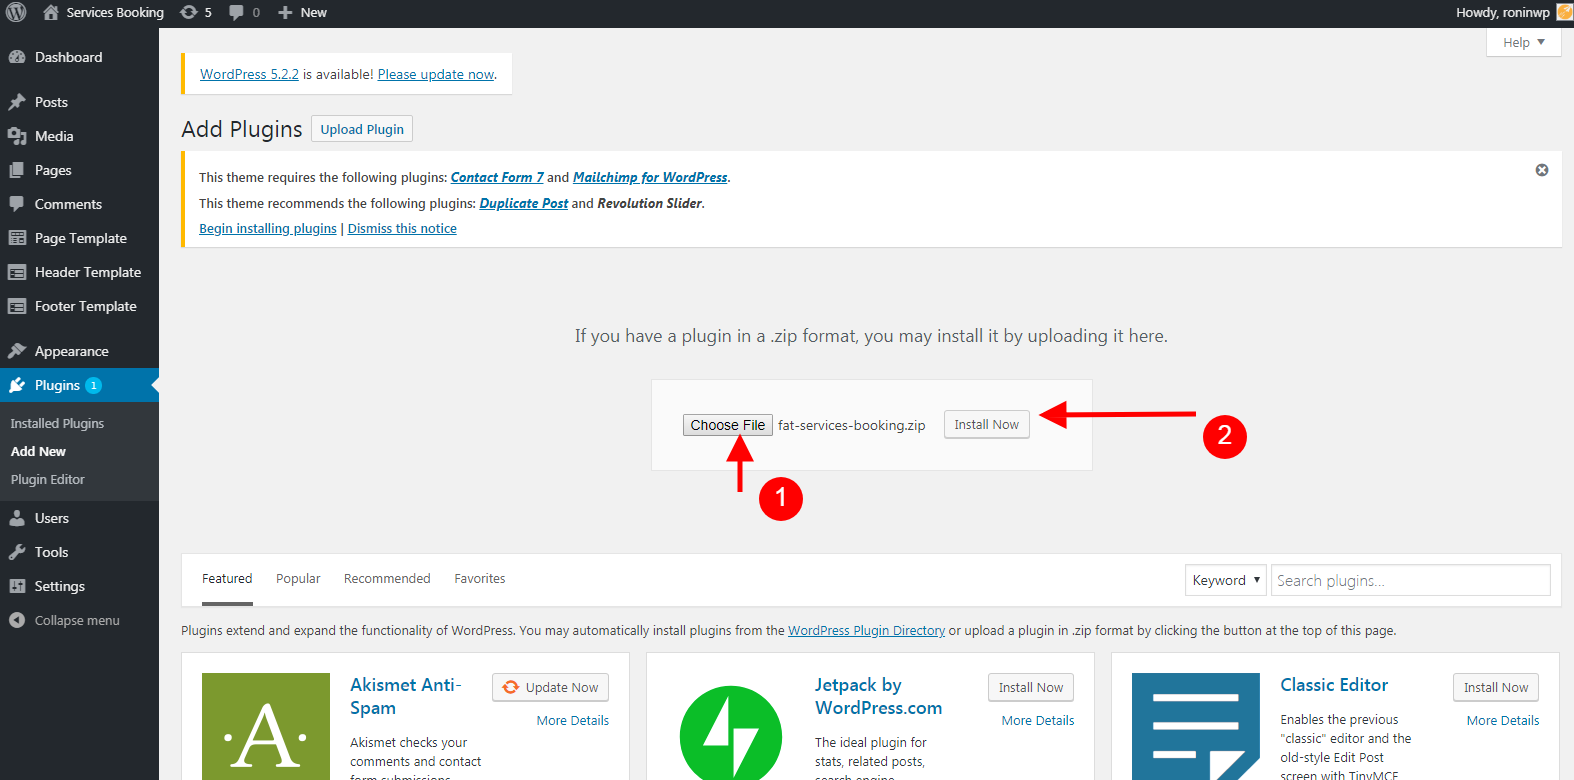 Services Booking 5 0 New Howdy, roninwp
Help
Dashboard
Posts
Media
Pages
Comments
Page Template
Header Template
Footer Template
Appearance
Plugins 1
Installed Plugins
Add New
Plugin Editor
Users
Tools
Settings
Collapse menu
WordPress 5.2.2 is available! Please update now.
Add Plugins Upload Plugin
This theme requires the following plugins: Contact Form 7 and Mailchimp for WordPress.
This theme recommends the following plugins: Duplicate Post and Revolution Slider.
Begin installing plugins | Dismiss this notice
If you have a plugin in a .zip format, you may install it by uploading it here.
Choose File fat-services-booking.zip Install Now
2
1
Featured Popular Recommended Favorites Keyword Search plugins...
Plugins extend and expand the functionality of WordPress. You may automatically install plugins from the WordPress Plugin Directory or upload a plugin in .zip format by clicking the button at the top of this page.
A
Akismet Anti-
Spam
Update Now
More Details
Akismet checks your
comments and contact
form submissions
Jetpack by
WordPress.com
Install Now
More Details
The ideal plugin for
stats, related posts,
search engine
Classic Editor
Install Now
More Details
Enables the previous
"classic" editor and the
old-style Edit Post
screen with TinyMCE